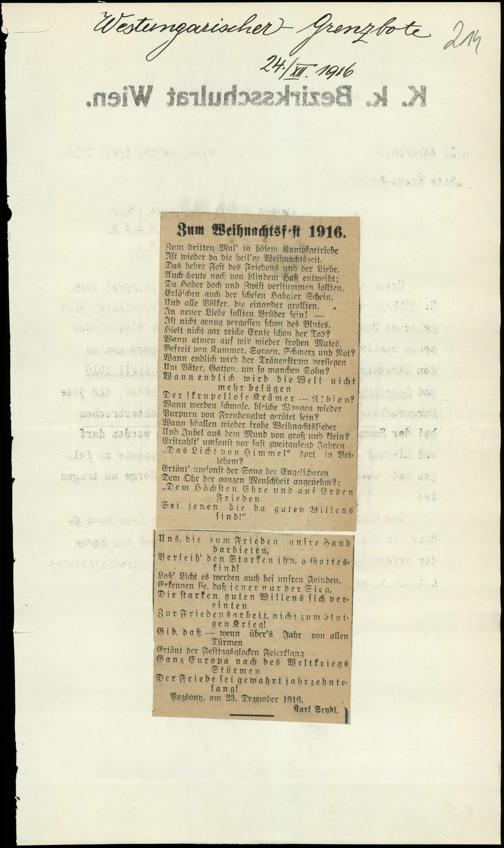 Westungarischer Grenzbote
214
24./XII. 1916
K. k. Bezirksschulrat Wien.
Zum Weihnachtsfest 1916.
Zum dritten Mal' in bösem Kampfgetriebe
Ist wieder da die heil'ge Weihnachtszeit.
Das hehre Fest des Friedens und der Liebe,
Auch heute noch von blindem Haß entweiht;
Da Hader doch und Zwist verstummen sollten.
Erlöschen auch der schelen Habgier Schein.
Und alle Völker, die einander grollten,
In neuer Liebe sollten Brüder sein! —
Ist nicht genug vergossen schon des Blutes,
Hielt nicht gar reiche Ernte schon der Tod?
Wann atmen auf wir wieder frohen Mutes,
Befreit von Kummer, Sorgen, Schmerz und Not?
Wann endlich wird der Tränenstrom versiegen
Um Väter, Gatten, um so manchen Sohn?
Wann endlich wird die Welt nicht
mehr belügen
Der skrupellose Krämer — Albion?
Wann werden schmale, bleiche Wangen wieder
Purpurn von Freudenglut gerötet sein?
Wann schallen wieder frohe Weihnachtslieder
Und Jubel aus dem Mund von groß und klein?
Erstrahlt' umsonst vor fast zweitausend Jahren
„Das Licht von Himmel" dort in Bet-
lehem?
Ertönt' umsonst der Sang der Engelscharen
Dem Ohr der ganzen Menschheit angenehm?:
„Dem Höchsten Ehre und auf Erden
Frieden
Sei jenen die da guten Willens
sind!"
Uns, die zum Frieden unsre Hand
darbieten,
Verleih' den Starken ihn, o Gottes-
kind!
Lass' Licht es werden auch bei unsren Feinden,
Erkennen sie, daß jener nur der Sieg,
Die starken guten Willens sich ver-
einten
Zur Friedensarbeit, nicht zum blut-
gen Krieg!
Gib, daß — wenn über's Jahr von allen
Türmen
Ertönt der Festtagsglocken Feierklang —
Ganz Europa nach des Weltkriegs
Stürmen
Der Friede sei gewahrt jahrzehnte-
lang!
Pozsony, am 23. Dezember 1916.
Karl Seydl.